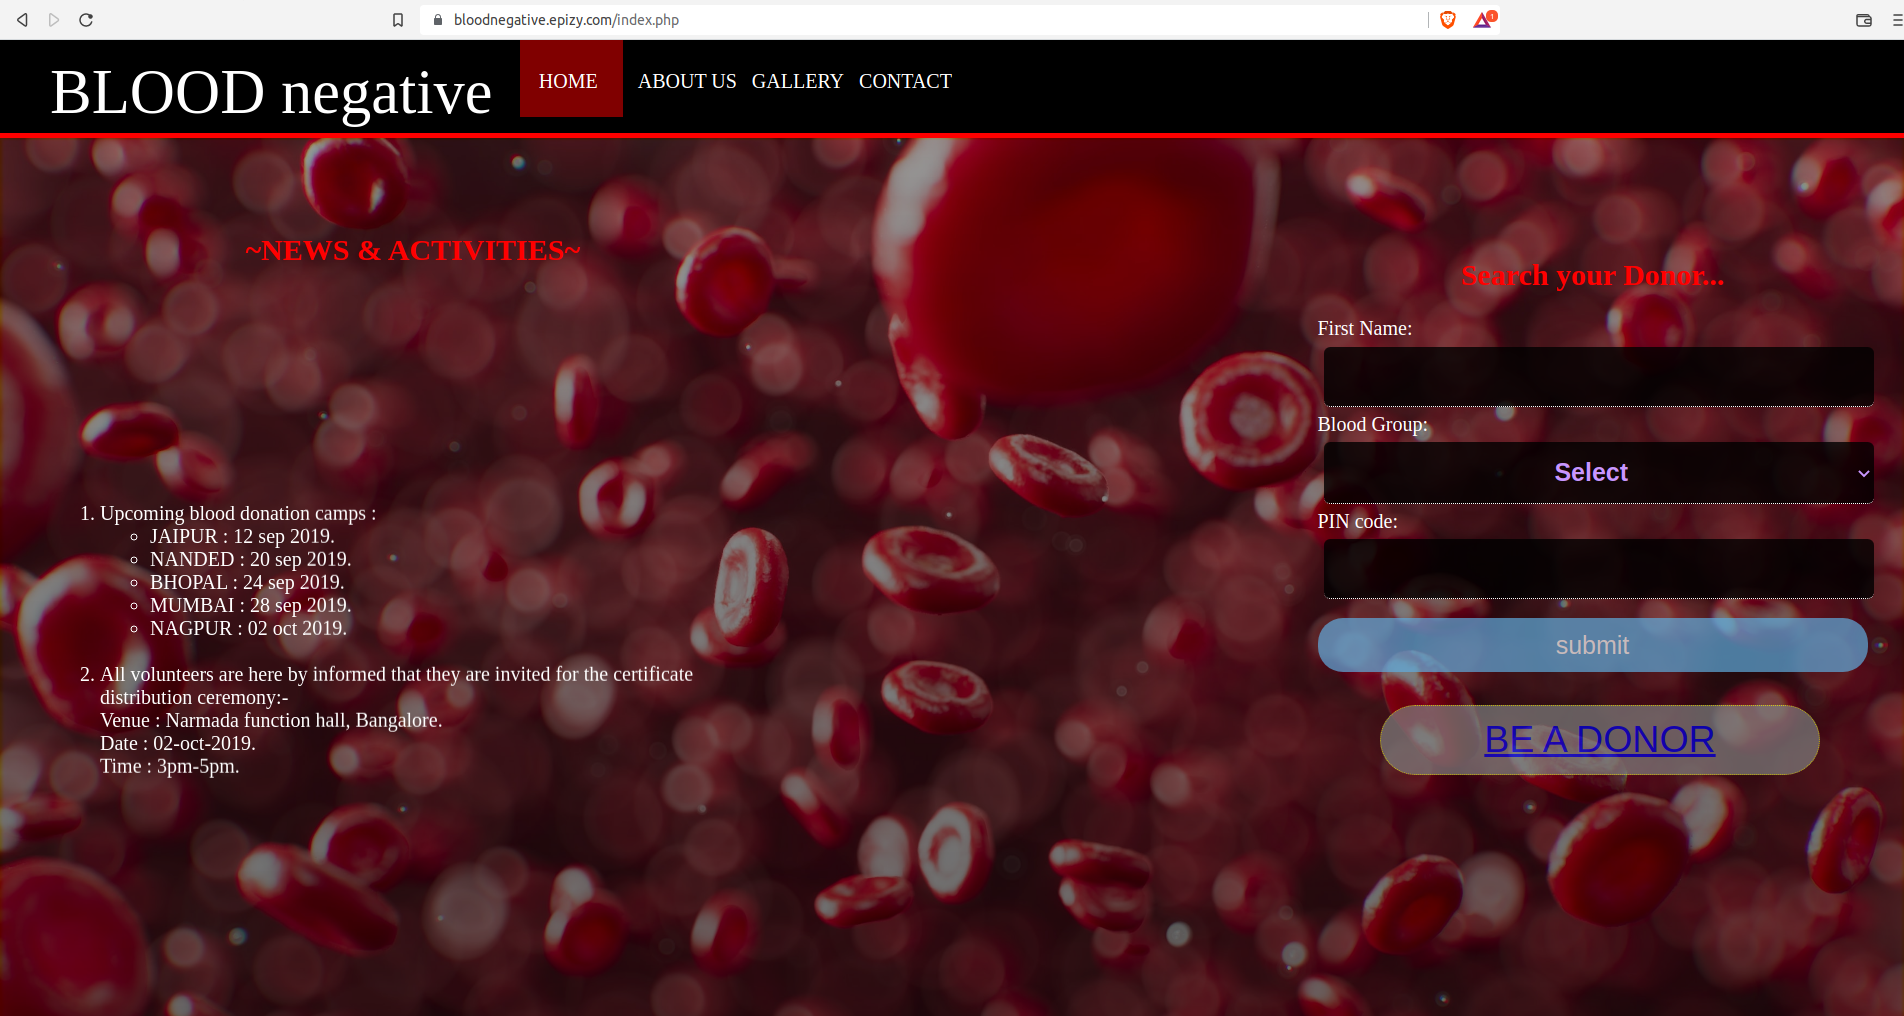 bloodnegative.epizy.com/index.php
1
BLOOD negative
HOME ABOUT US GALLERY CONTACT
~NEWS & ACTIVITIES~
1. Upcoming blood donation camps :
JAIPUR : 12 sep 2019.
NANDED : 20 sep 2019.
BHOPAL : 24 sep 2019.
MUMBAI : 28 sep 2019.
NAGPUR : 02 oct 2019.
2. All volunteers are here by informed that they are invited for the certificate
distribution ceremony:-
Venue : Narmada function hall, Bangalore.
Date : 02-oct-2019.
Time : 3pm-5pm.
Search your Donor...
First Name:
Blood Group:
Select
PIN code:
submit
BE A DONOR